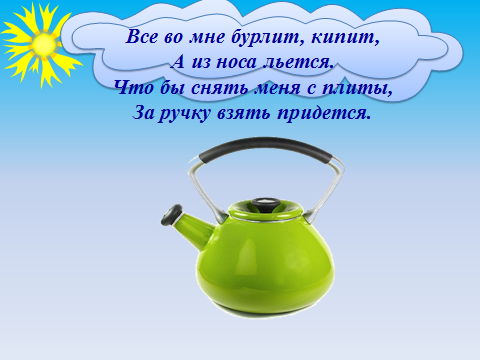 Все во мне бурлит, кипит,
А из носа льется.
Что бы снять меня с плиты,
За ручку взять придется.